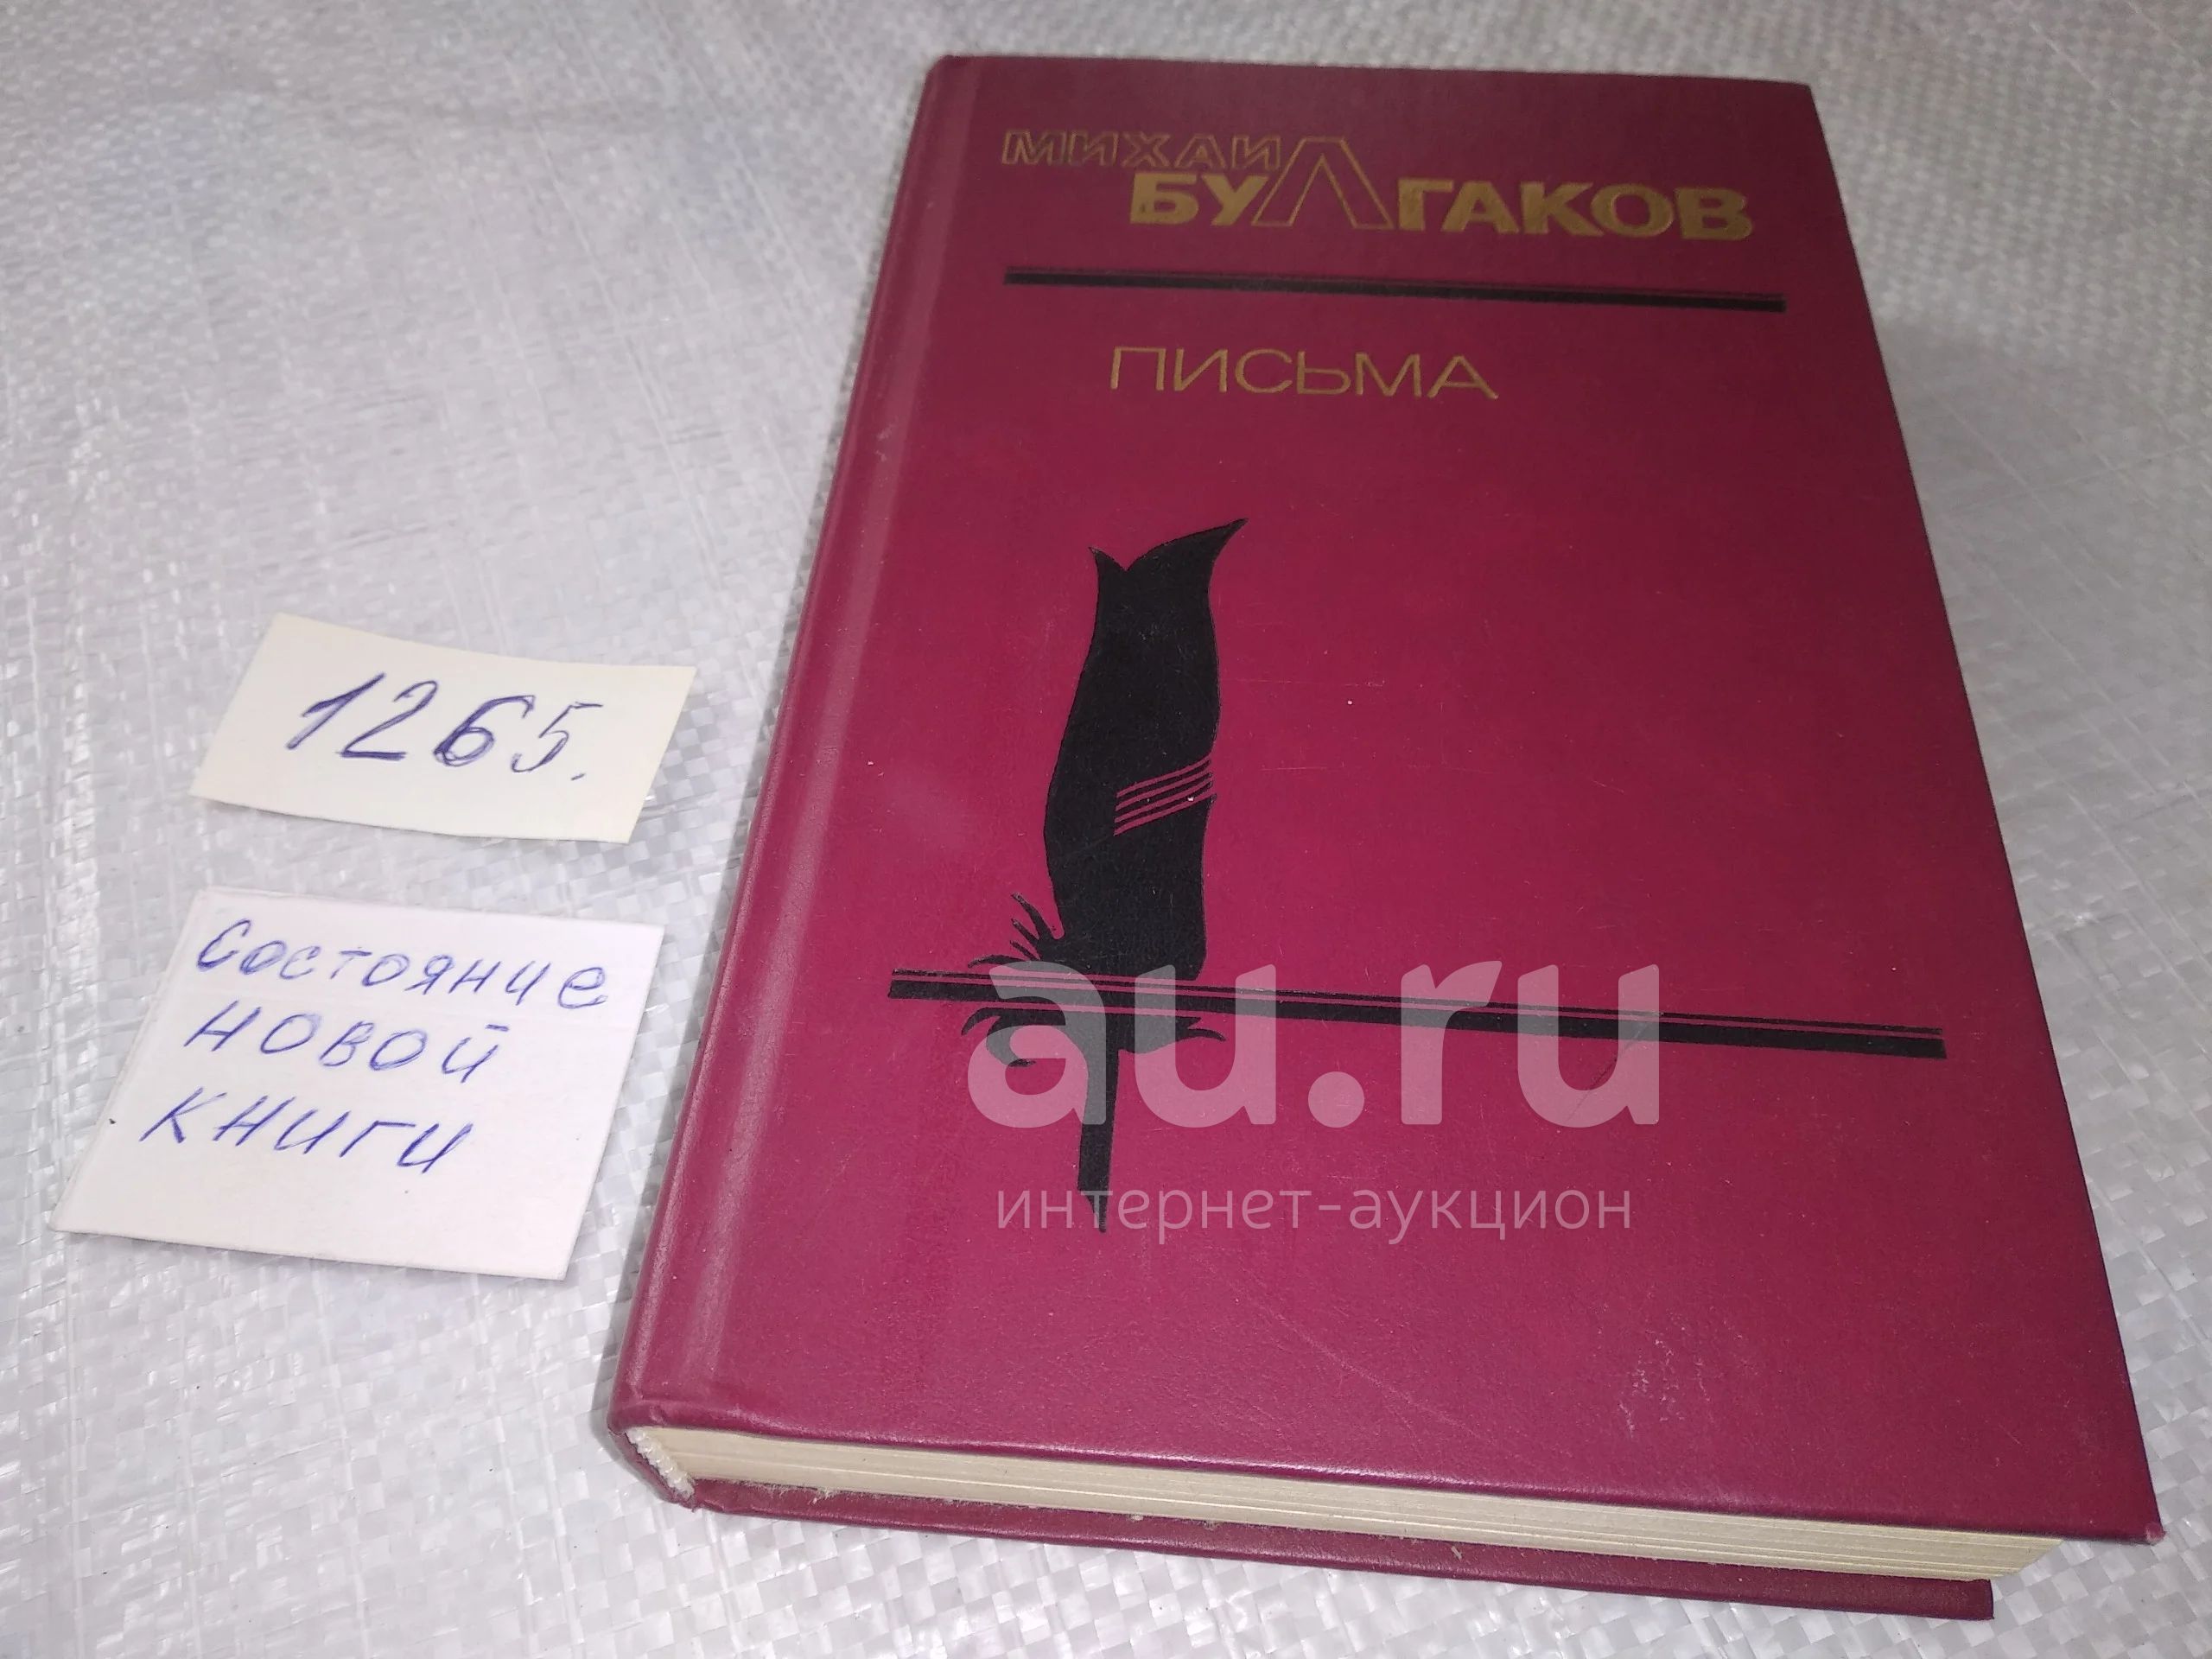 МИХАИЛ
БУЛГАКОВ
ПИСЬМА
1265.
Состояние
новой
книги
au.ru
интернет-аукцион